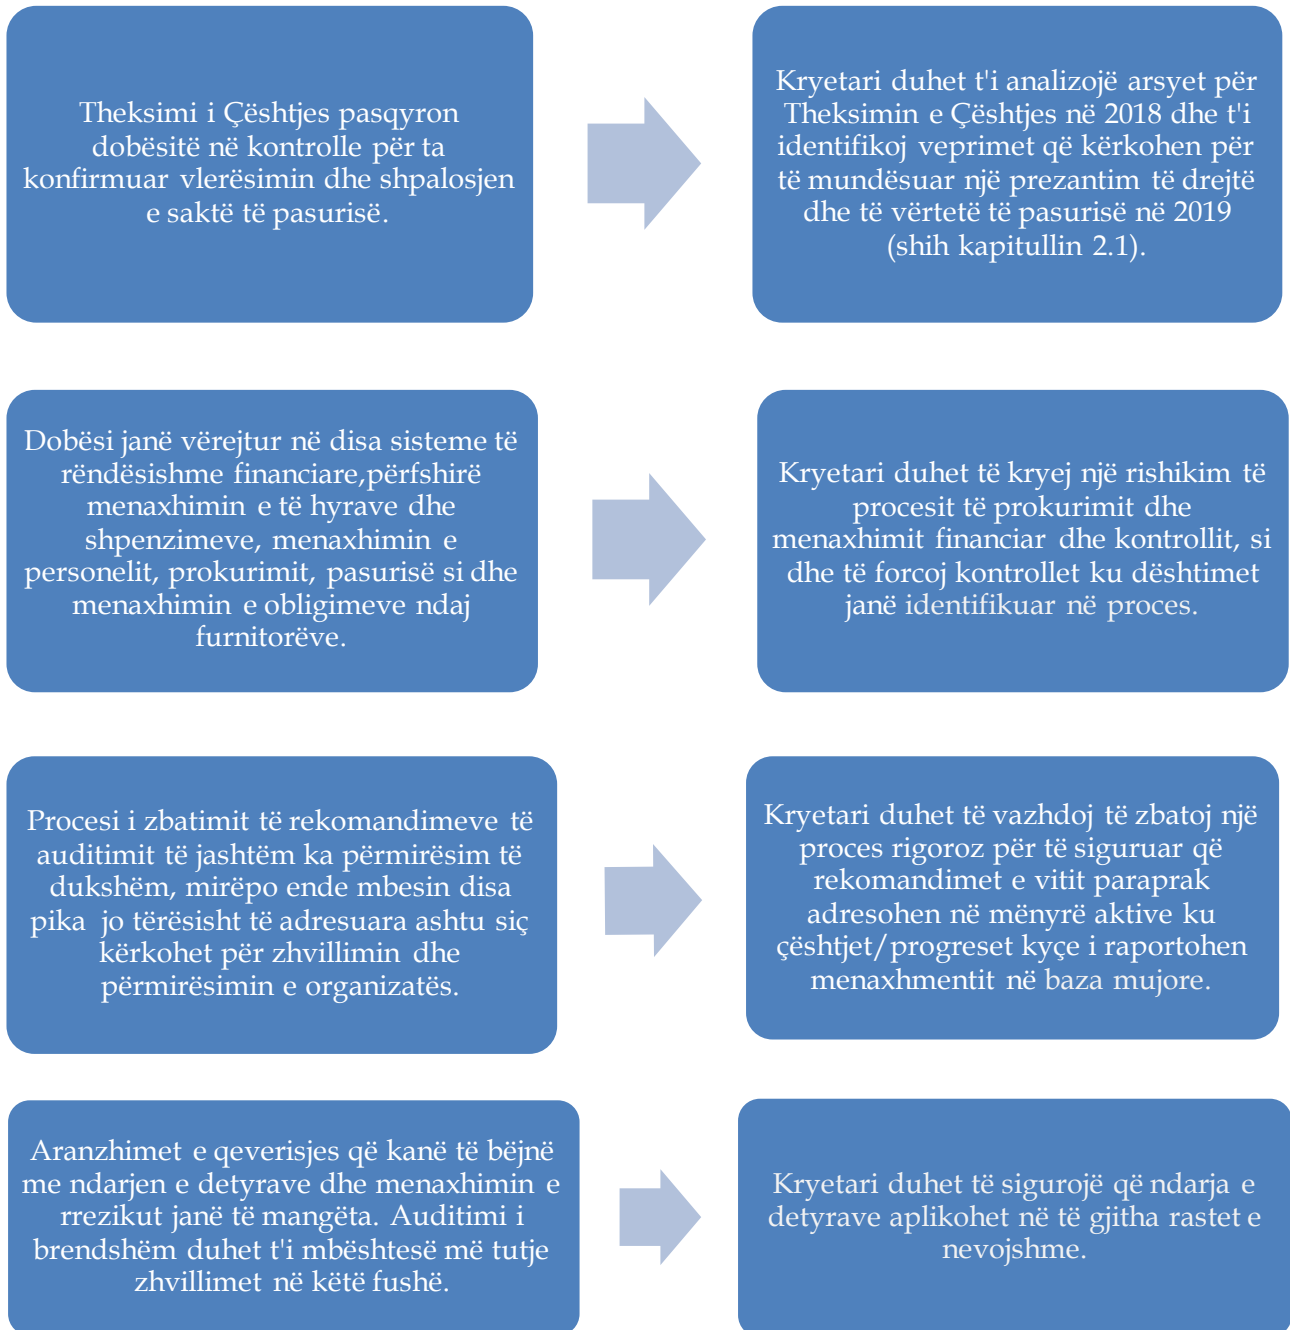 Theksimi i Çështjes pasqyron
dobësitë në kontrolle për ta
konfirmuar vlerësimin dhe shpalosjen
e saktë të pasurisë.
Kryetari duhet t'i analizojë arsyet për
Theksimin e Çështjes në 2018 dhe t'i
identifikoj veprimet që kërkohen për
të mundësuar një prezantim të drejtë
dhe të vërtetë të pasurisë në 2019
(shih kapitullin 2.1).
Dobësi janë vërejtur në disa sisteme të
rëndësishme financiare,përfshirë
menaxhimin e të hyrave dhe
shpenzimeve, menaxhimin e
personelit, prokurimit, pasurisë si dhe
menaxhimin e obligimeve ndaj
furnitorëve.
Kryetari duhet të kryej një rishikim të
procesit të prokurimit dhe
menaxhimit financiar dhe kontrollit, si
dhe të forcoj kontrollet ku dështimet
janë identifikuar në proces.
Procesi i zbatimit të rekomandimeve të
auditimit të jashtëm ka përmirësim të
dukshëm, mirëpo ende mbesin disa
pika jo tërësisht të adresuara ashtu siç
kërkohet për zhvillimin dhe
përmirësimin e organizatës.
Kryetari duhet të vazhdoj të zbatoj një
proces rigoroz për të siguruar që
rekomandimet e vitit paraprak
adresohen në mënyrë aktive ku
çështjet/progreset kyçe i raportohen
menaxhmentit në baza mujore.
Aranzhimet e qeverisjes që kanë të bëjnë
me ndarjen e detyrave dhe menaxhimin e
rrezikut janë të mangëta. Auditimi i
brendshëm duhet t'i mbështesë më tutje
zhvillimet në këtë fushë.
Kryetari duhet të sigurojë që ndarja e
detyrave aplikohet në të gjitha rastet e
nevojshme.